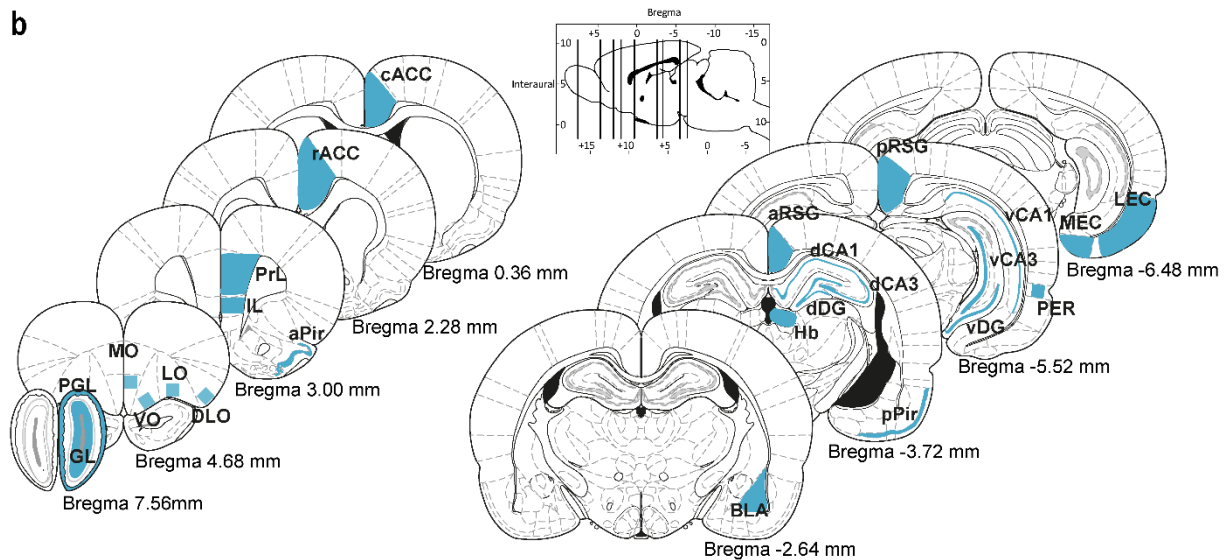 b
Bregma
+5 0 -5 -10 -15
10 0
Interaural 5 5
0 10
+15 +10 +5 0 -5
cACC
Bregma 0.36 mm
rACC
Bregma 2.28 mm
PrL
IL
aPir
Bregma 3.00 mm
MO
LO
VO
DLO
Bregma 4.68 mm
PGL
GL
Bregma 7.56mm
LEC
MEC
Bregma -6.48 mm
pRSG
vCA1
vCA3
PER
vDG
Bregma -5.52 mm
aRSG
dCA1
dCA3
dDG
Hb
pPir
Bregma -3.72 mm
BLA
Bregma -2.64 mm